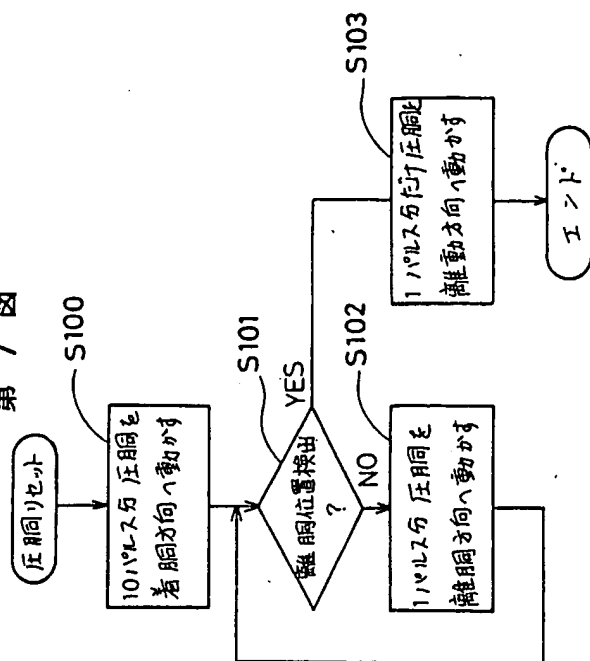 第7図
圧胴リセット
S100
10パルス分 圧胴を
着胴方向へ動かす
S101
離胴位置検出
?
YES
NO
S102
1パルス分 圧胴を
離胴方向へ動かす
S103
1パルス分だけ圧胴を
離動方向へ動かす
エンド